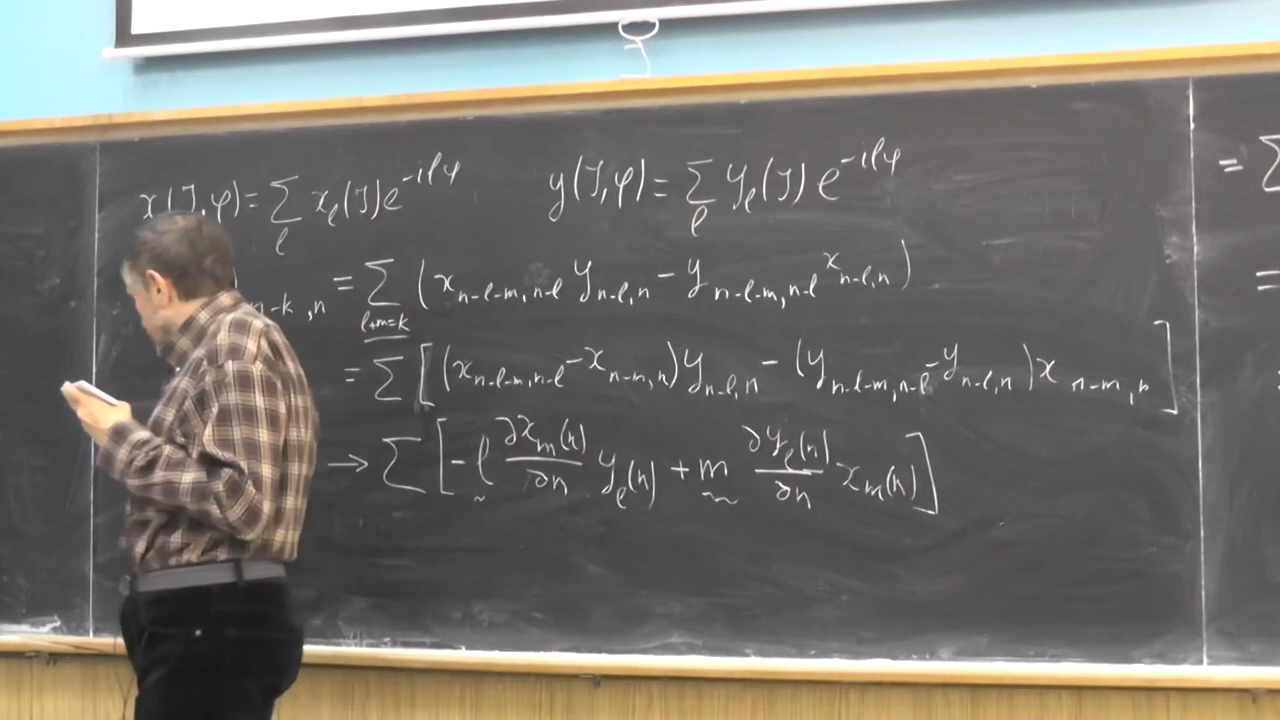 x(J,φ) = ∑_l x_l(J) e^{-ilφ}   y(J,φ) = ∑_l y_l(J) e^{-ilφ}
n-k,n = ∑_{l+m=k} (x_{n-l-m,n-l} y_{n-l,n} - y_{n-l-m,n-l} x_{n-l,n})
= ∑ [(x_{n-l-m,n-l} - x_{n-m,n}) y_{n-l,n} - (y_{n-l-m,n-l} - y_{n-l,n}) x_{n-m,n}]
→ ∑ [-l ∂x_m(n)/∂n y_l(n) + m ∂y_l(n)/∂n x_m(n)]
= ∑
=